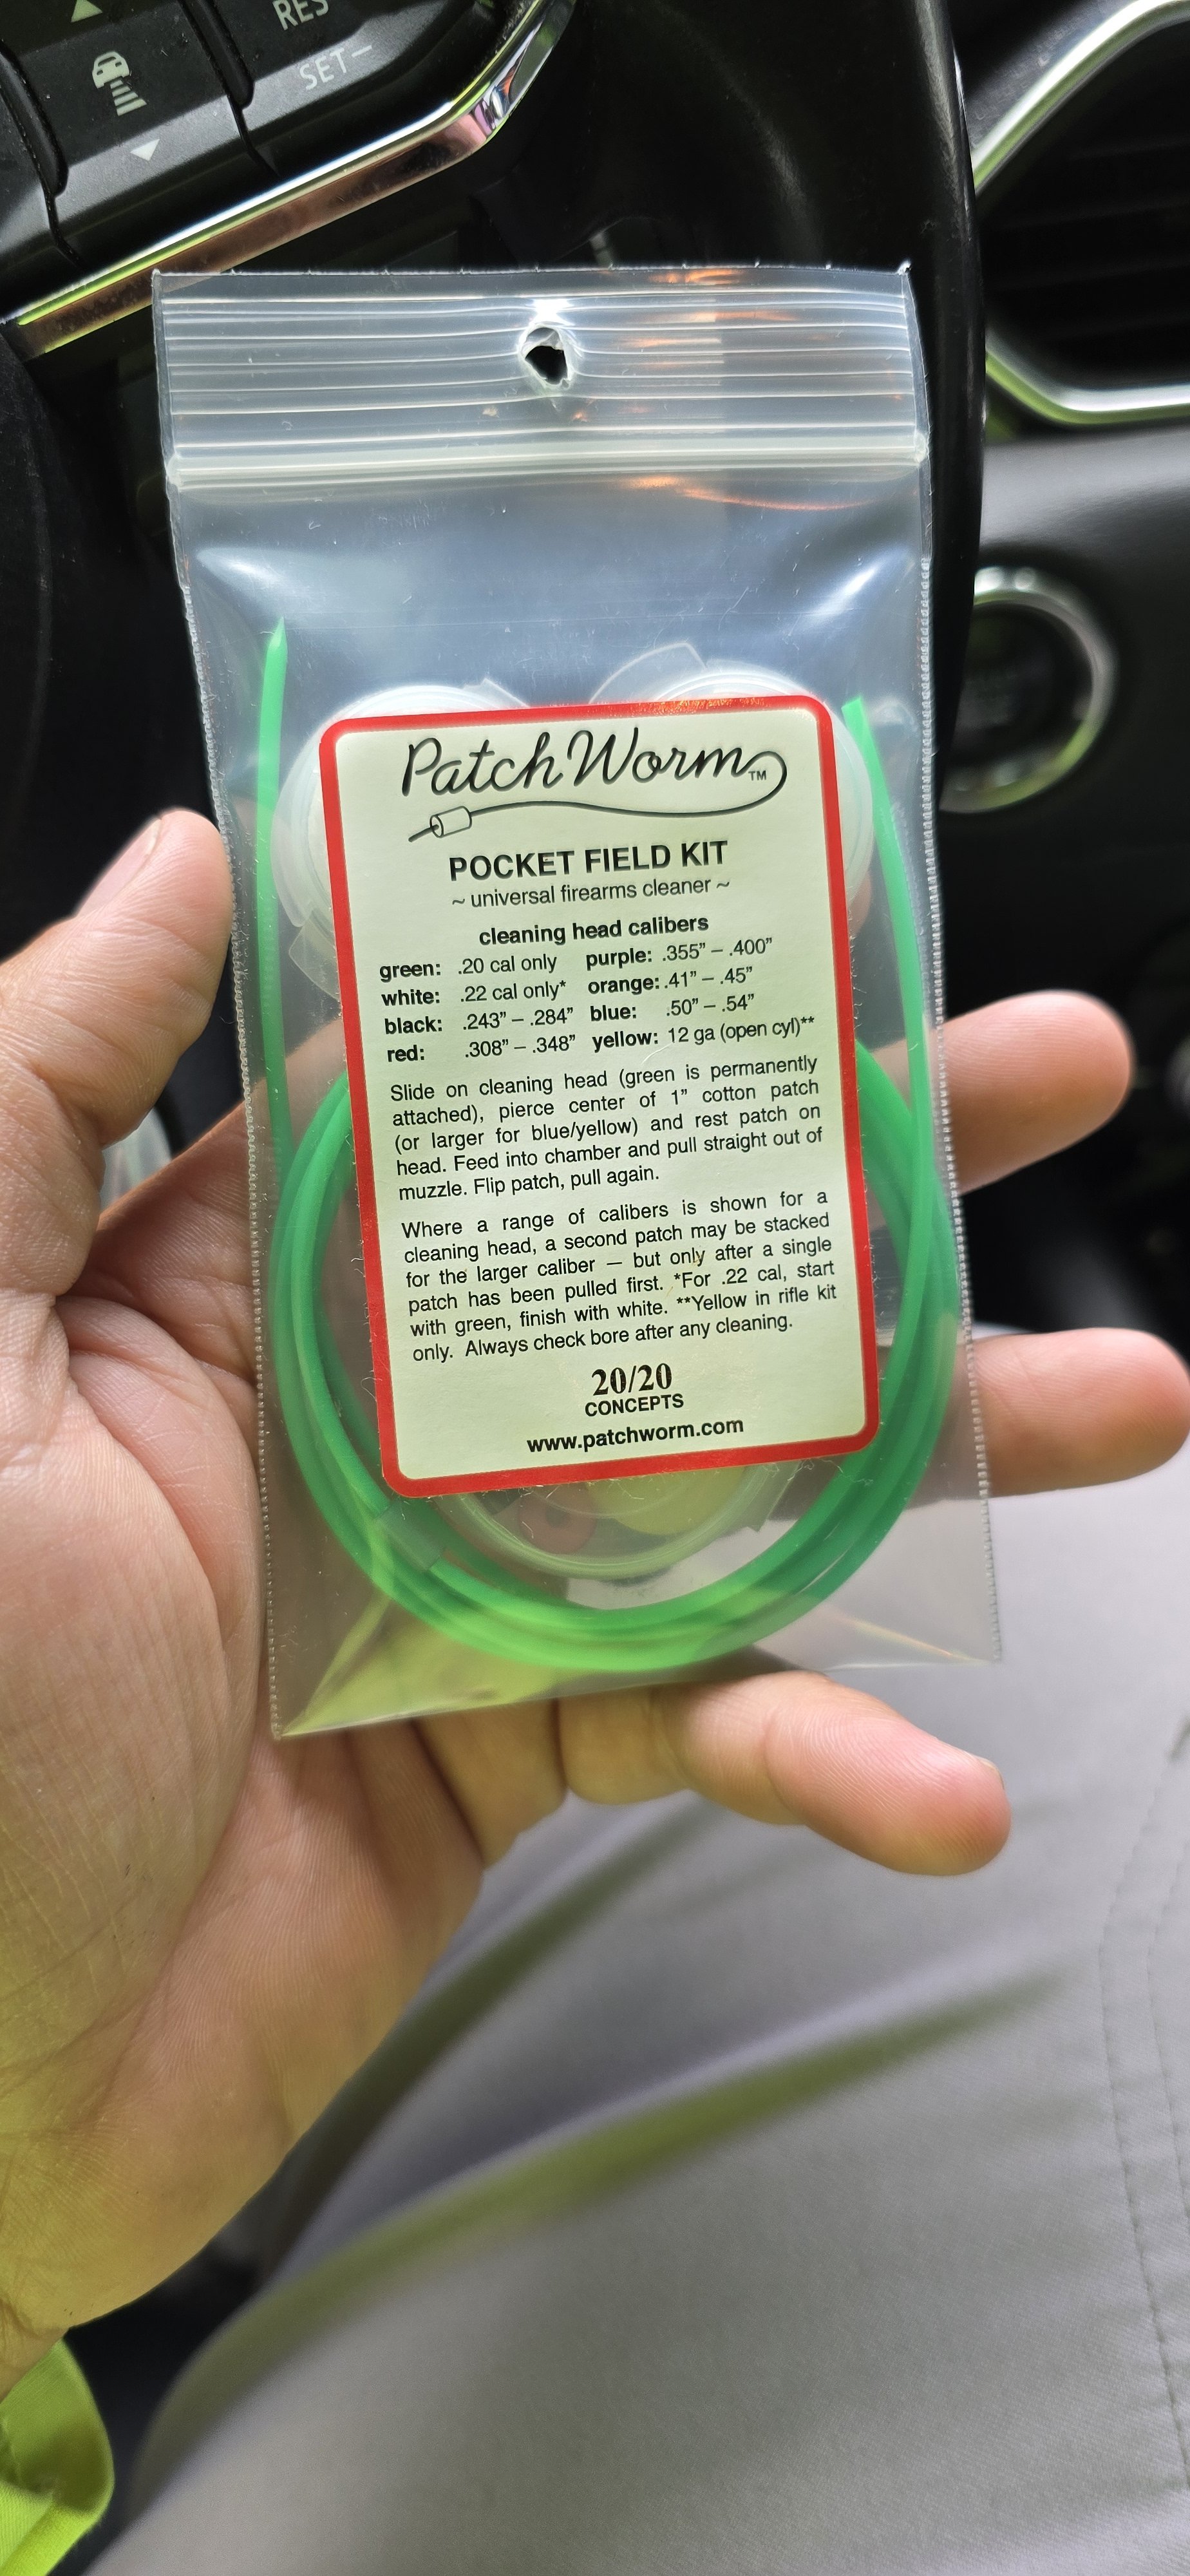 RES
SET−
PatchWorm™
POCKET FIELD KIT
~ universal firearms cleaner ~
cleaning head calibers
green: .20 cal only purple: .355” – .400”
white: .22 cal only* orange: .41” – .45”
black: .243” – .284” blue: .50” – .54”
red: .308” – .348” yellow: 12 ga (open cyl)**
Slide on cleaning head (green is permanently
attached), pierce center of 1” cotton patch
(or larger for blue/yellow) and rest patch on
head. Feed into chamber and pull straight out of
muzzle. Flip patch, pull again.
Where a range of calibers is shown for a
cleaning head, a second patch may be stacked
for the larger caliber — but only after a single
patch has been pulled first. *For .22 cal, start
with green, finish with white. **Yellow in rifle kit
only. Always check bore after any cleaning.
20/20
CONCEPTS
www.patchworm.com